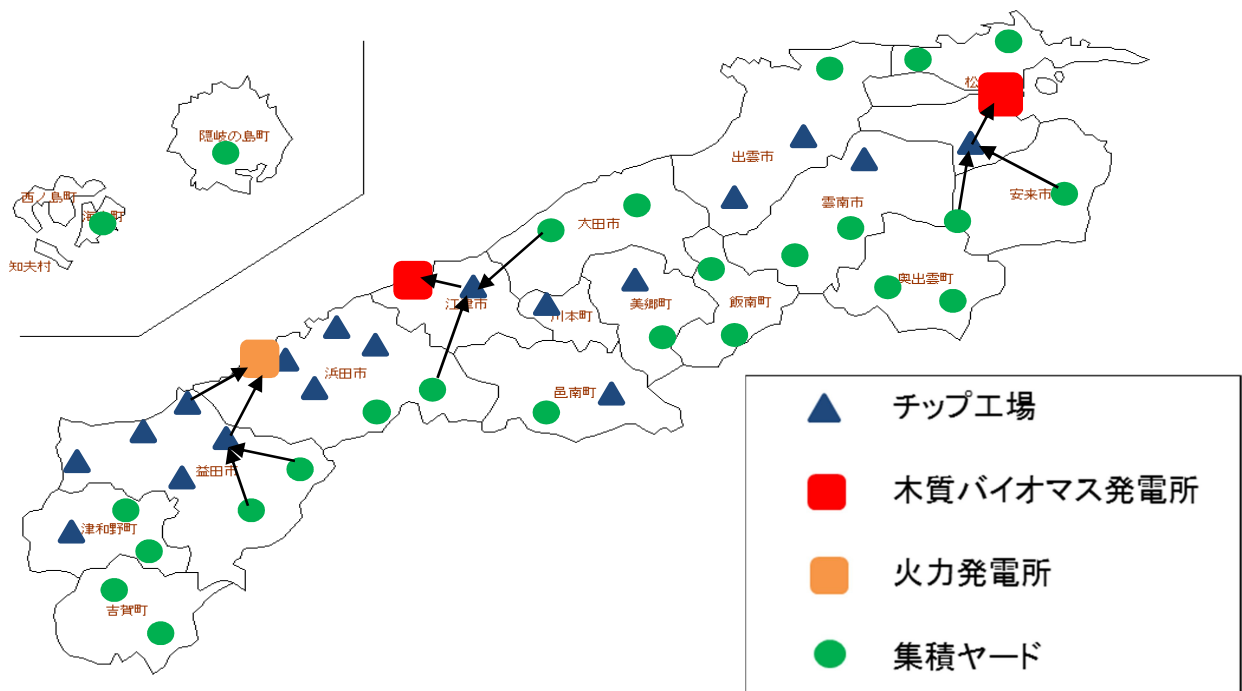 松
隠岐の島町
出雲市
西ノ島町
安来市
雲南市
海士町
大田市
知夫村
奥出雲町
江津市
美郷町
飯南町
川本町
浜田市
邑南町
益田市
津和野町
吉賀町
チップ工場
木質バイオマス発電所
火力発電所
集積ヤード